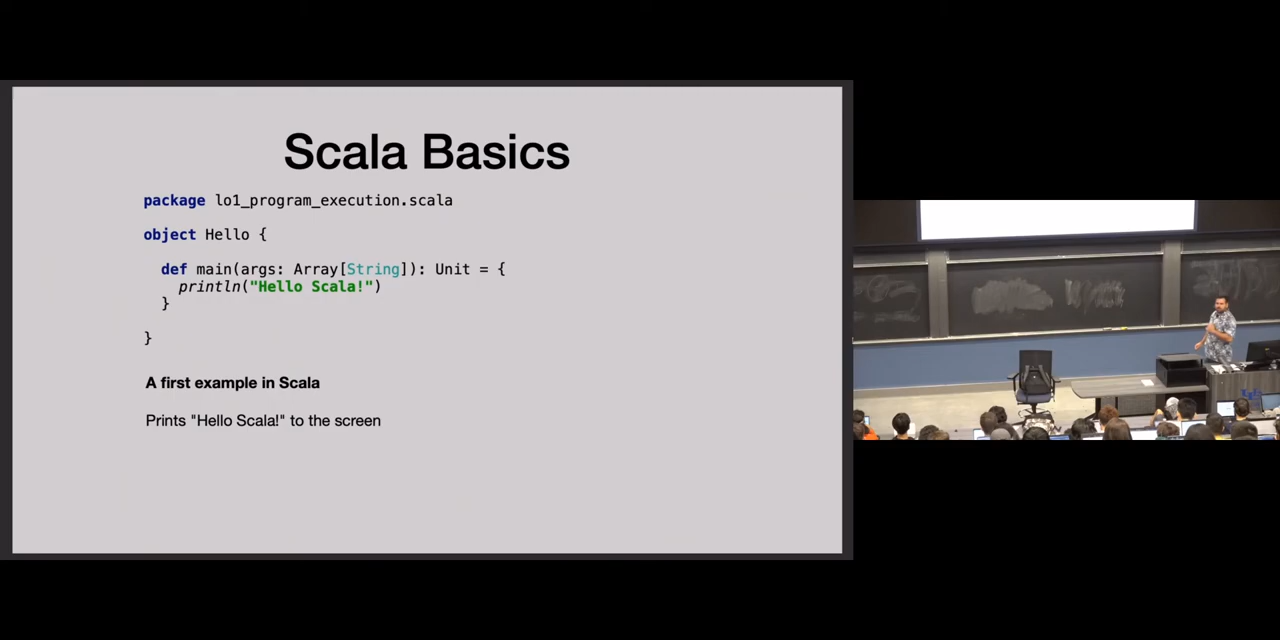 Scala Basics
package lo1_program_execution.scala
object Hello {
def main(args: Array[String]): Unit = {
println("Hello Scala!")
}
}
A first example in Scala
Prints "Hello Scala!" to the screen